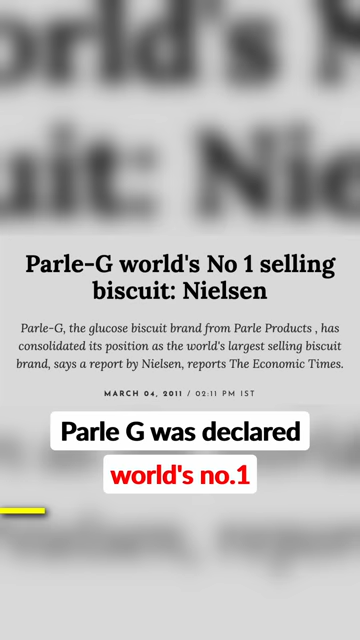 Parle-G world's No 1 selling
biscuit: Nielsen
Parle-G, the glucose biscuit brand from Parle Products , has
consolidated its position as the world's largest selling biscuit
brand, says a report by Nielsen, reports The Economic Times.
MARCH 04, 2011 / 02:11 PM IST
Parle G was declared
world's no.1